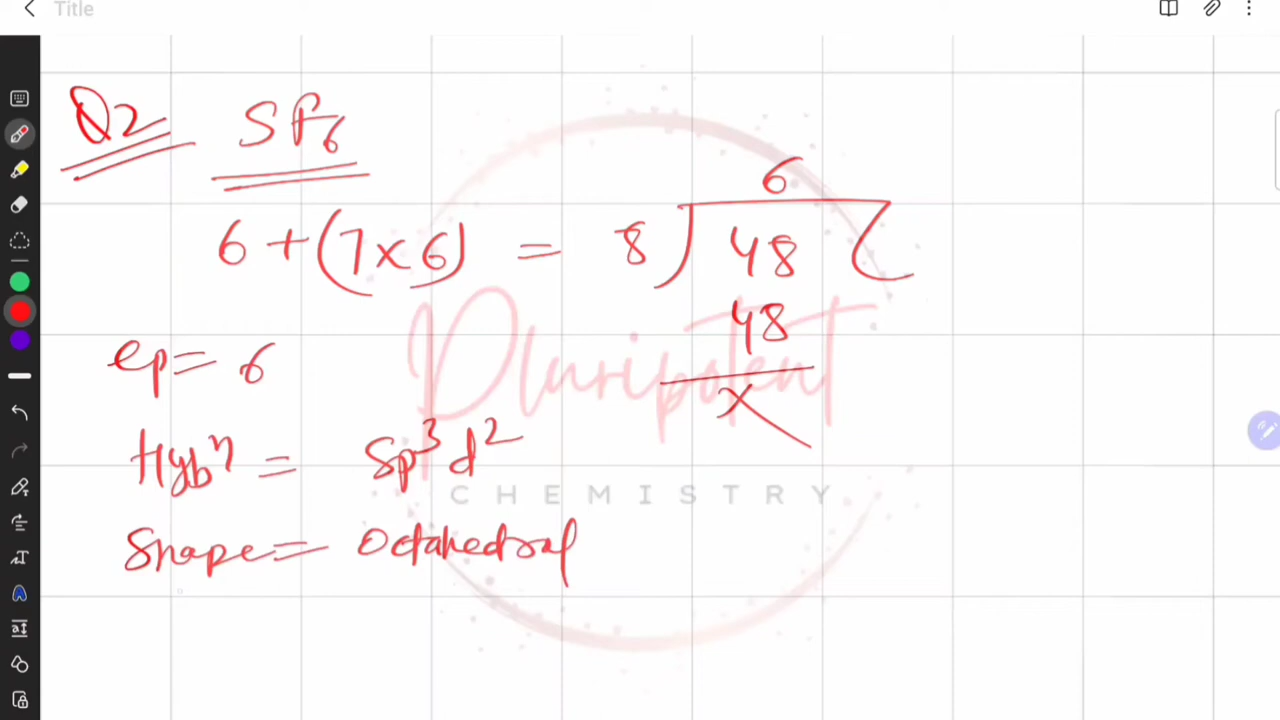 Title
Q2 SF6
6
6 + (7 x 6) = 8 ) 48 (
48
x
ep = 6
Hybⁿ = Sp³d²
Shape = Octahedral
Pluripotent
CHEMISTRY